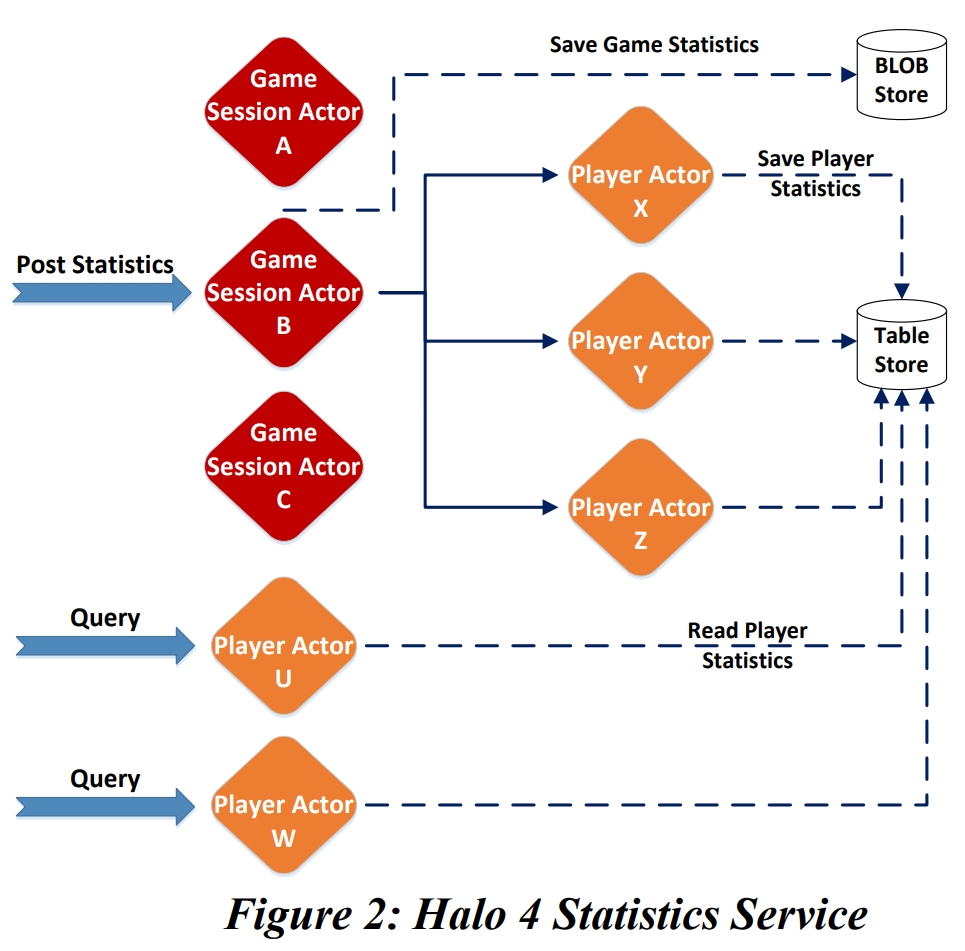 Save Game Statistics
BLOB
Store
Game
Session Actor
A
Save Player
Statistics
Player Actor
X
Post Statistics
Game
Session Actor
B
Player Actor
Y
Table
Store
Game
Session Actor
C
Player Actor
Z
Query
Player Actor
U
Read Player
Statistics
Query
Player Actor
W
Figure 2: Halo 4 Statistics Service